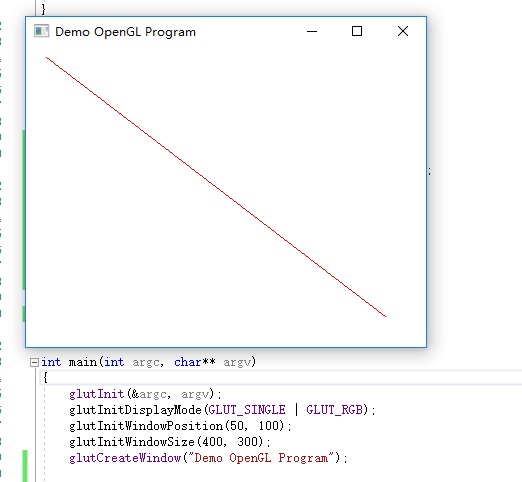 }
Demo OpenGL Program
;
int main(int argc, char** argv)
{
glutInit(&argc, argv);
glutInitDisplayMode(GLUT_SINGLE | GLUT_RGB);
glutInitWindowPosition(50, 100);
glutInitWindowSize(400, 300);
glutCreateWindow("Demo OpenGL Program");